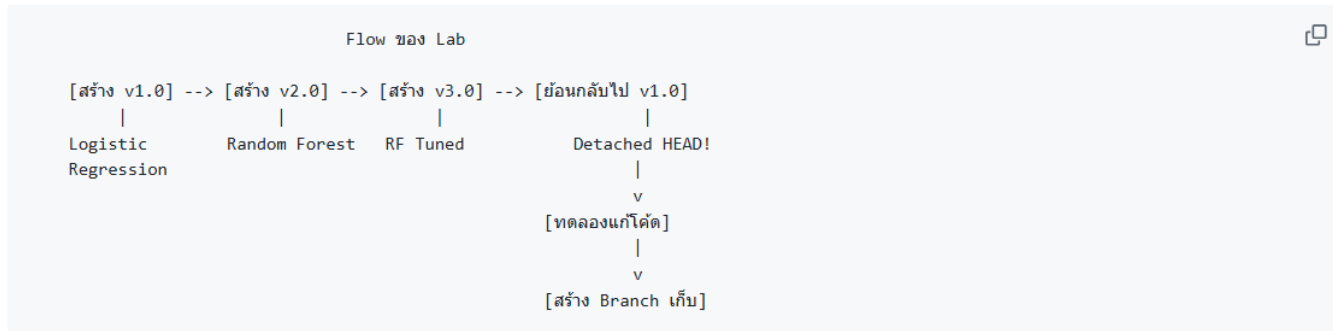 Flow ของ Lab
[สร้าง v1.0] --> [สร้าง v2.0] --> [สร้าง v3.0] --> [ย้อนกลับไป v1.0]
| | | |
Logistic Random Forest RF Tuned Detached HEAD!
Regression |
v
[ทดลองแก้โค้ด]
|
v
[สร้าง Branch เก็บ]